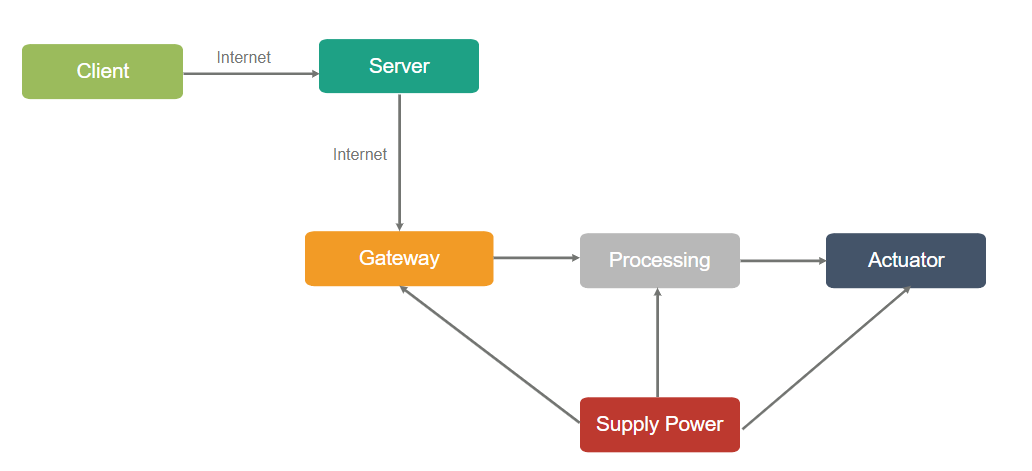 Client
Internet
Server
Internet
Gateway
Processing
Actuator
Supply Power